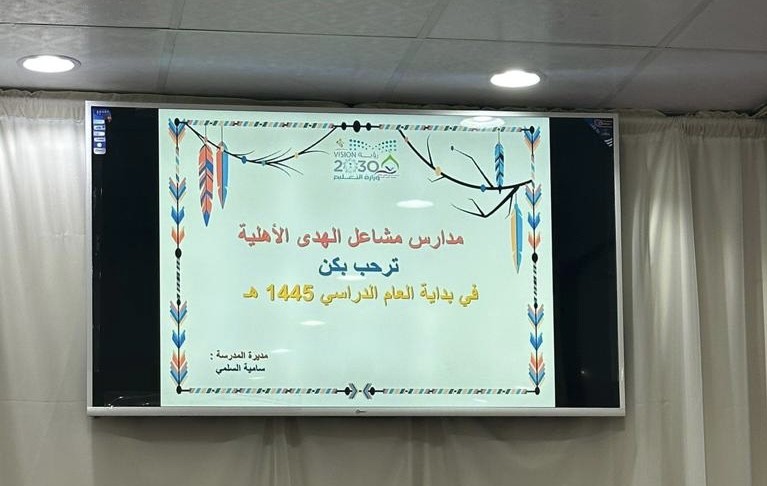 رؤية VISION
2030
وزارة التعليم
مدارس مشاعل الهدى الأهلية
ترحب بكن
في بداية العام الدراسي 1445 هـ
مديرة المدرسة :
سامية السلمي